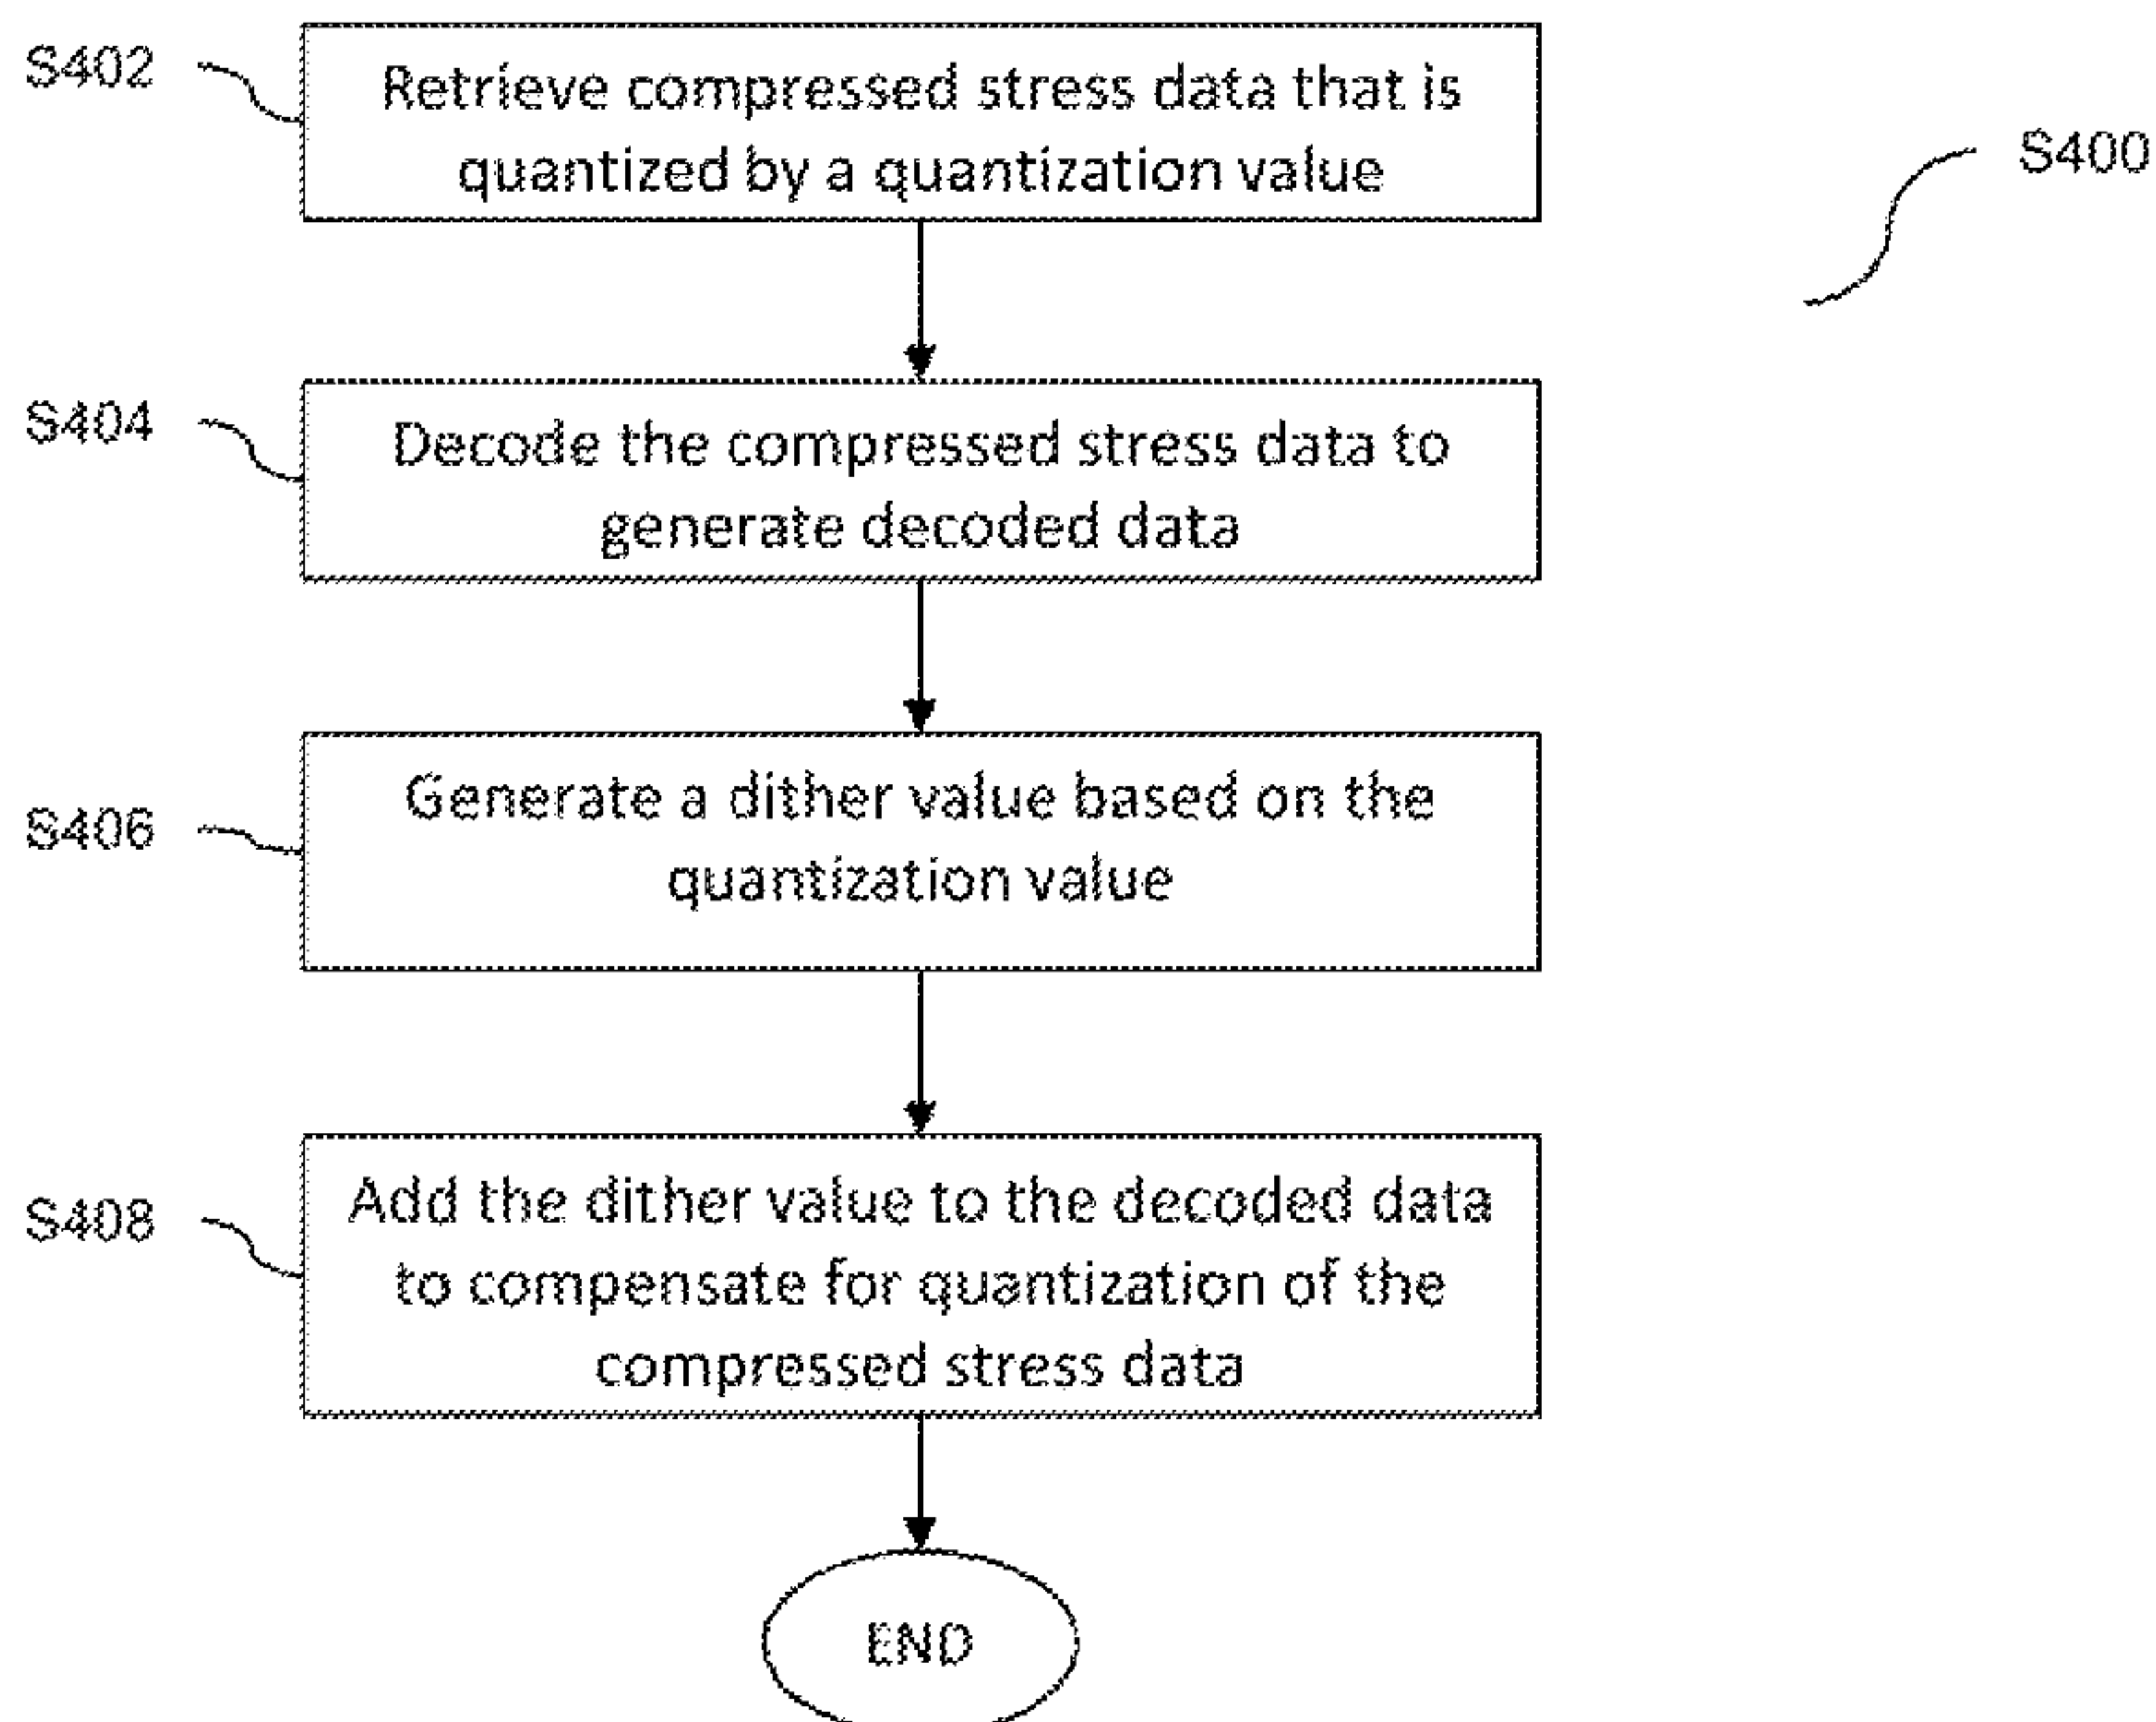 S402
Retrieve compressed stress data that is
quantized by a quantization value
S400
S404
Decode the compressed stress data to
generate decoded data
S406
Generate a dither value based on the
quantization value
S408
Add the dither value to the decoded data
to compensate for quantization of the
compressed stress data
END